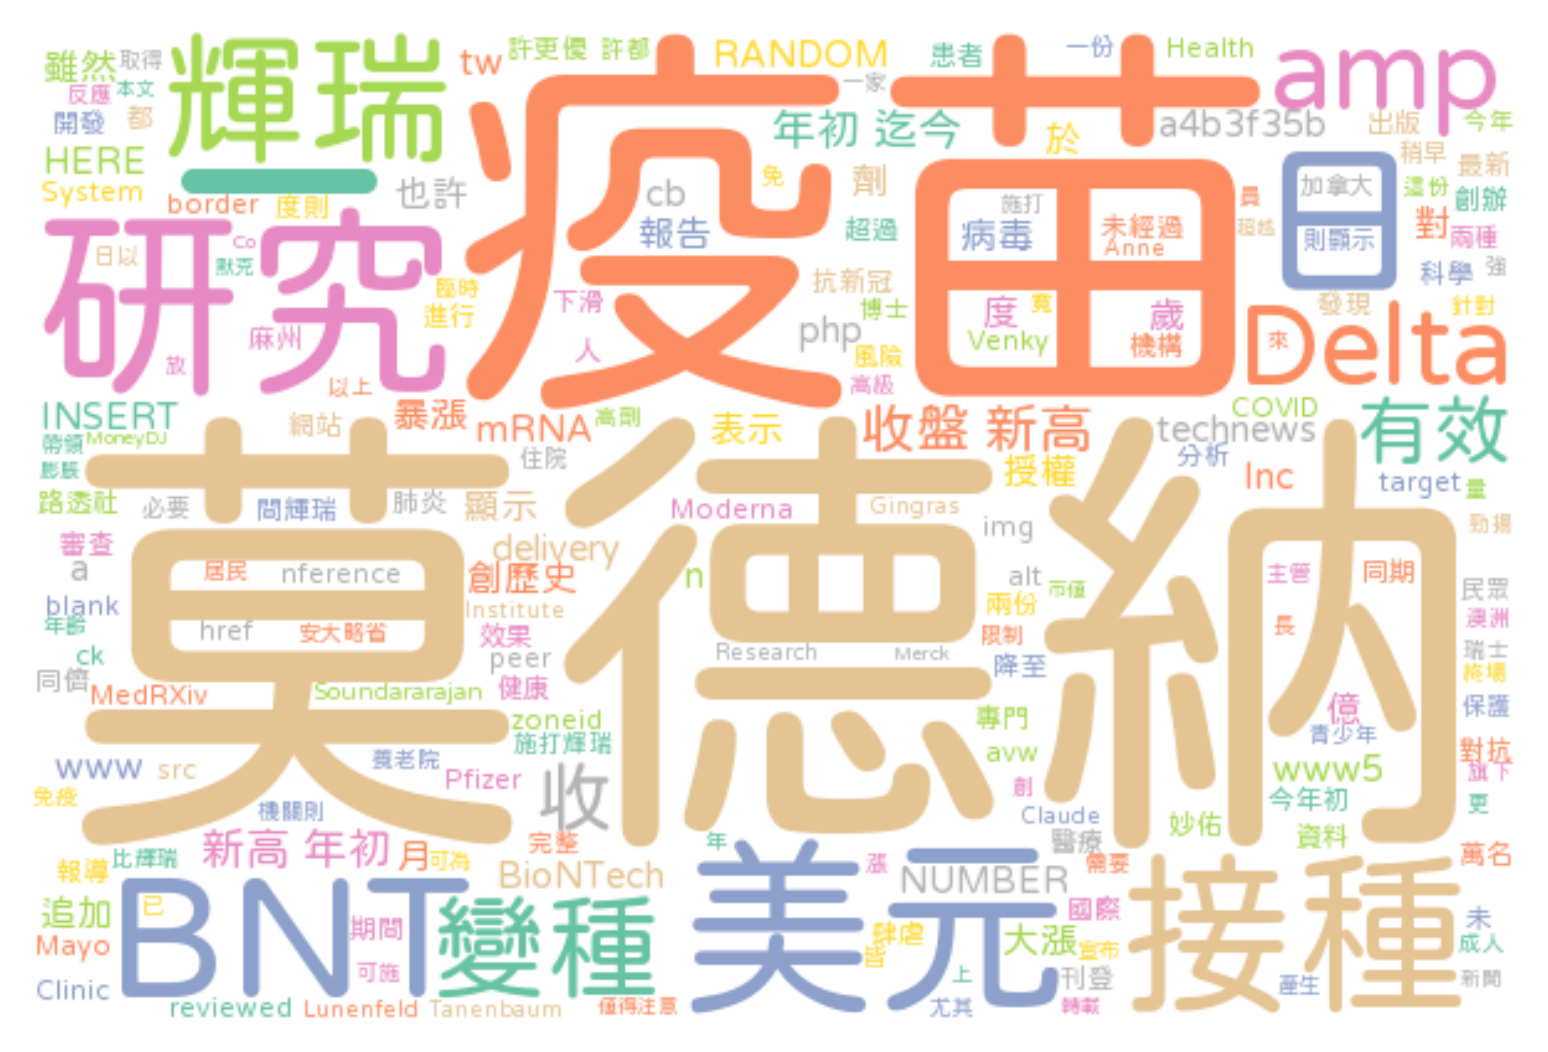 雖然 取得 輝瑞 tw 許更優 許都 RANDOM 患者 一份 Health amp
反應 本文 一家
開發 都 疫苗 年初 迄今 於 a4b3f35b 出版 今年
HERE 稍早 最新
System border 度則 也許 cb 免 劑 日 加拿大 這份 創辦
一 報告 超過 病毒 施打 未經過 員 超越 對 兩種
研究 Co Anne 則顯示 科學 強
日以 默克 臨時 抗新冠 發現 針對
進行 下滑 博士 度 寬 歲 Delta
麻州 php Venky 機構 來
放 人 風險
以上 高級
INSERT 網站 暴漲 mRNA 高劑 表示 收盤 新高 COVID 有效
帶領 MoneyDJ technews
膨脹 住院 授權 分析 Inc target 量
路透社 必要 間輝瑞 肺炎 顯示 Moderna Gingras img 勁揚
審查 莫德納 delivery
a 居民 nference 創歷史 n alt 市值 主管 同期 民眾
blank Institute 兩份 澳洲
年齡 href 安大略省 效果 限制 長 瑞士
ck peer Research Merck 降至 終場
同儕 MedRXiv Soundararajan 健康 億 保護
zoneid 專門 青少年
施打輝瑞 avw 對抗
www src 養老院 Pfizer 收 www5 旗下
免疫 創 今年初 更
機關則 Claude 妙佑 資料
新高 年初 月 可為 完整 年 醫療 萬名
報導 比輝瑞 BioNTech 美元 漲 NUMBER 需要 接種
追加 BNT 已 變種 肆虐 國際 未
Mayo 期間 皆 大漲 宣布 成人
可施 上 刊登 新聞
Clinic 產生
reviewed Lunenfeld Tanenbaum 值得注意 尤其 轉載